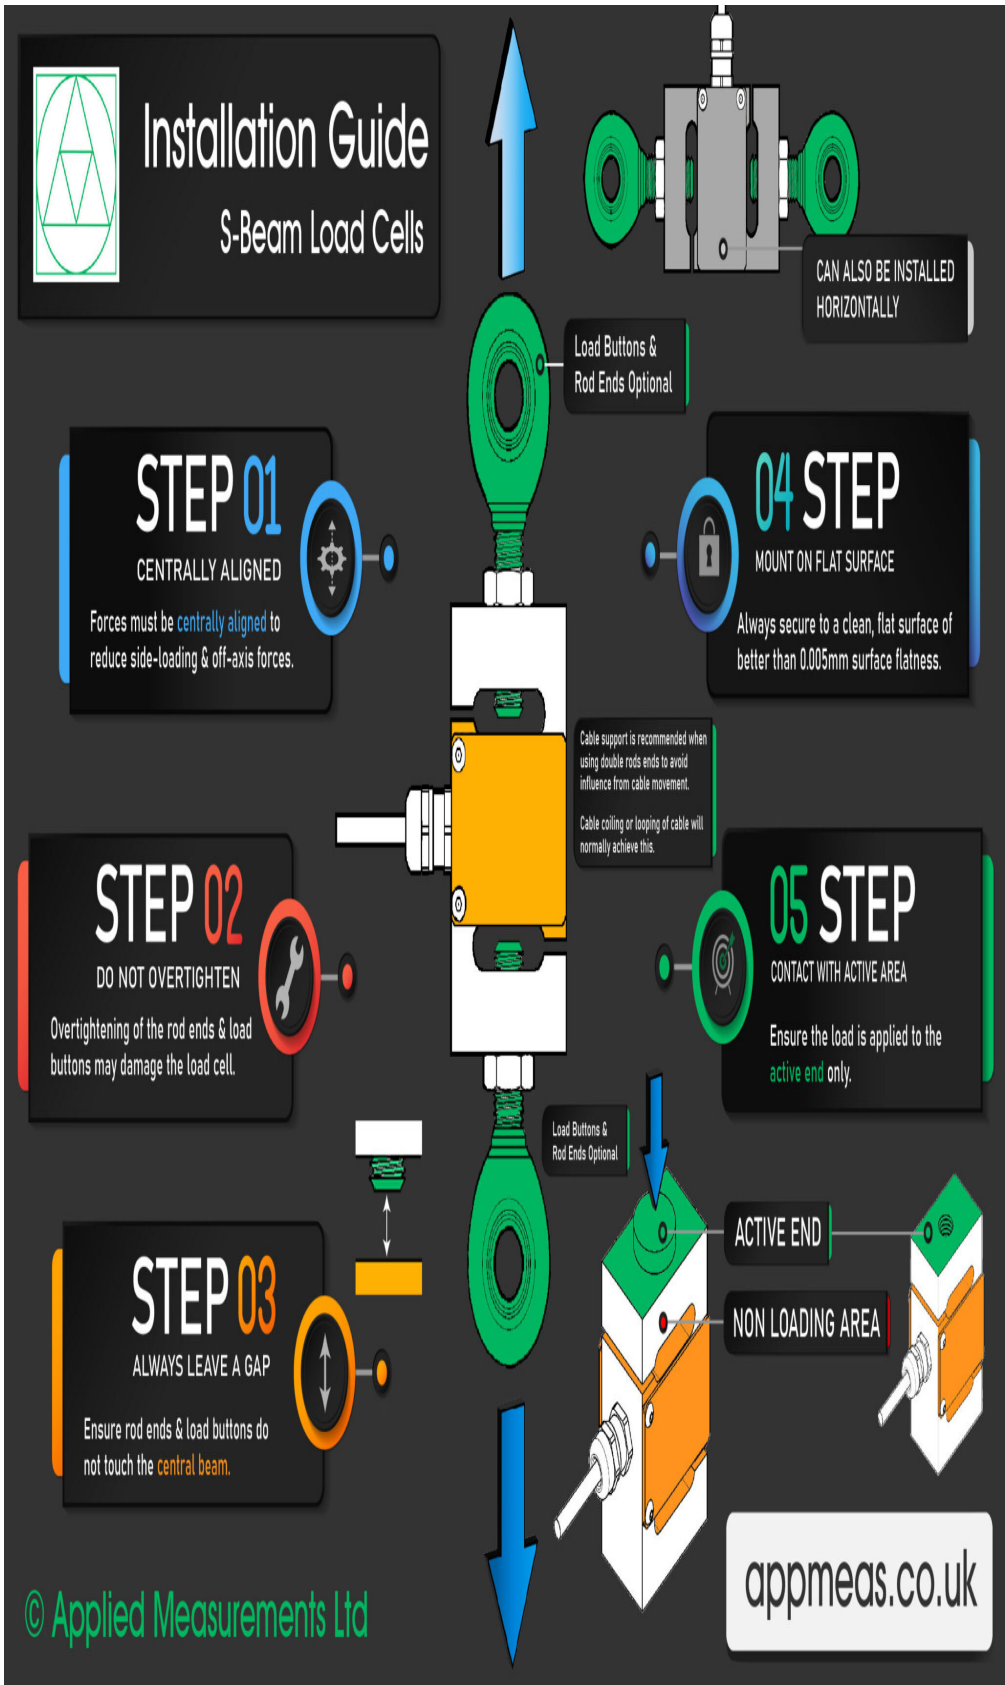 Installation Guide
S-Beam Load Cells
CAN ALSO BE INSTALLED
HORIZONTALLY
Load Buttons &
Rod Ends Optional
STEP 01
CENTRALLY ALIGNED
Forces must be centrally aligned to
reduce side-loading & off-axis forces.
04 STEP
MOUNT ON FLAT SURFACE
Always secure to a clean, flat surface of
better than 0.005mm surface flatness.
Cable support is recommended when
using double rods ends to avoid
influence from cable movement.
Cable coiling or looping of cable will
normally achieve this.
STEP 02
DO NOT OVERTIGHTEN
Overtightening of the rod ends & load
buttons may damage the load cell.
05 STEP
CONTACT WITH ACTIVE AREA
Ensure the load is applied to the
active end only.
Load Buttons &
Rod Ends Optional
ACTIVE END
NON LOADING AREA
STEP 03
ALWAYS LEAVE A GAP
Ensure rod ends & load buttons do
not touch the central beam.
© Applied Measurements Ltd
appmeas.co.uk